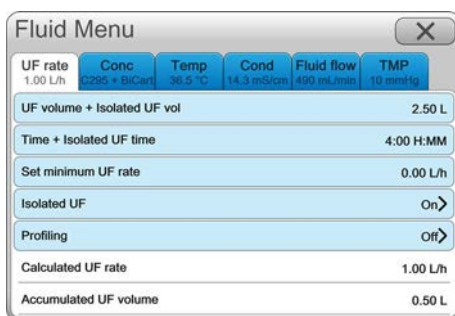 Fluid Menu
UF rate Conc Temp Cond Fluid flow TMP
1.00 L/h C295 + BiCart 36.5 °C 14.3 mS/cm 490 mL/min 10 mmHg
UF volume + Isolated UF vol 2.50 L
Time + Isolated UF time 4:00 H:MM
Set minimum UF rate 0.00 L/h
Isolated UF On
Profiling Off
Calculated UF rate 1.00 L/h
Accumulated UF volume 0.50 L